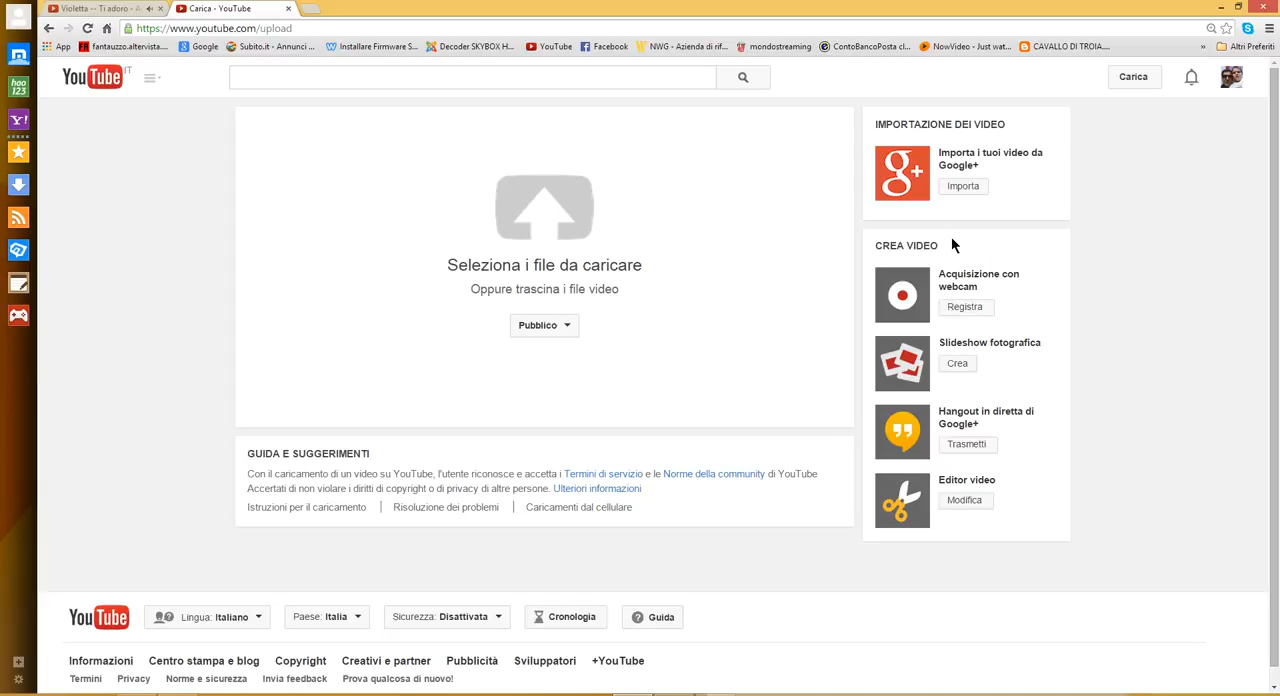 Violetta -- Ti adoro - A
Carica - YouTube
https://www.youtube.com/upload
App
fantauzzo.altervista....
Google
Subito.it - Annunci ...
Installare Firmware S...
Decoder SKYBOX H...
YouTube
Facebook
NWG - Azienda di rif...
mondostreaming
ContoBancoPosta cl...
NowVideo - Just wat...
CAVALLO DI TROIA....
»
Altri Preferiti
hao
123
Y!
YouTube IT
Carica
Seleziona i file da caricare
Oppure trascina i file video
Pubblico
IMPORTAZIONE DEI VIDEO
g+
Importa i tuoi video da
Google+
Importa
CREA VIDEO
Acquisizione con
webcam
Registra
Slideshow fotografica
Crea
Hangout in diretta di
Google+
Trasmetti
Editor video
Modifica
GUIDA E SUGGERIMENTI
Con il caricamento di un video su YouTube, l'utente riconosce e accetta i Termini di servizio e le Norme della community di YouTube
Accertati di non violare i diritti di copyright o di privacy di altre persone. Ulteriori informazioni
Istruzioni per il caricamento | Risoluzione dei problemi | Caricamenti dal cellulare
YouTube
Lingua: Italiano
Paese: Italia
Sicurezza: Disattivata
Cronologia
Guida
Informazioni Centro stampa e blog Copyright Creativi e partner Pubblicità Sviluppatori +YouTube
Termini Privacy Norme e sicurezza Invia feedback Prova qualcosa di nuovo!